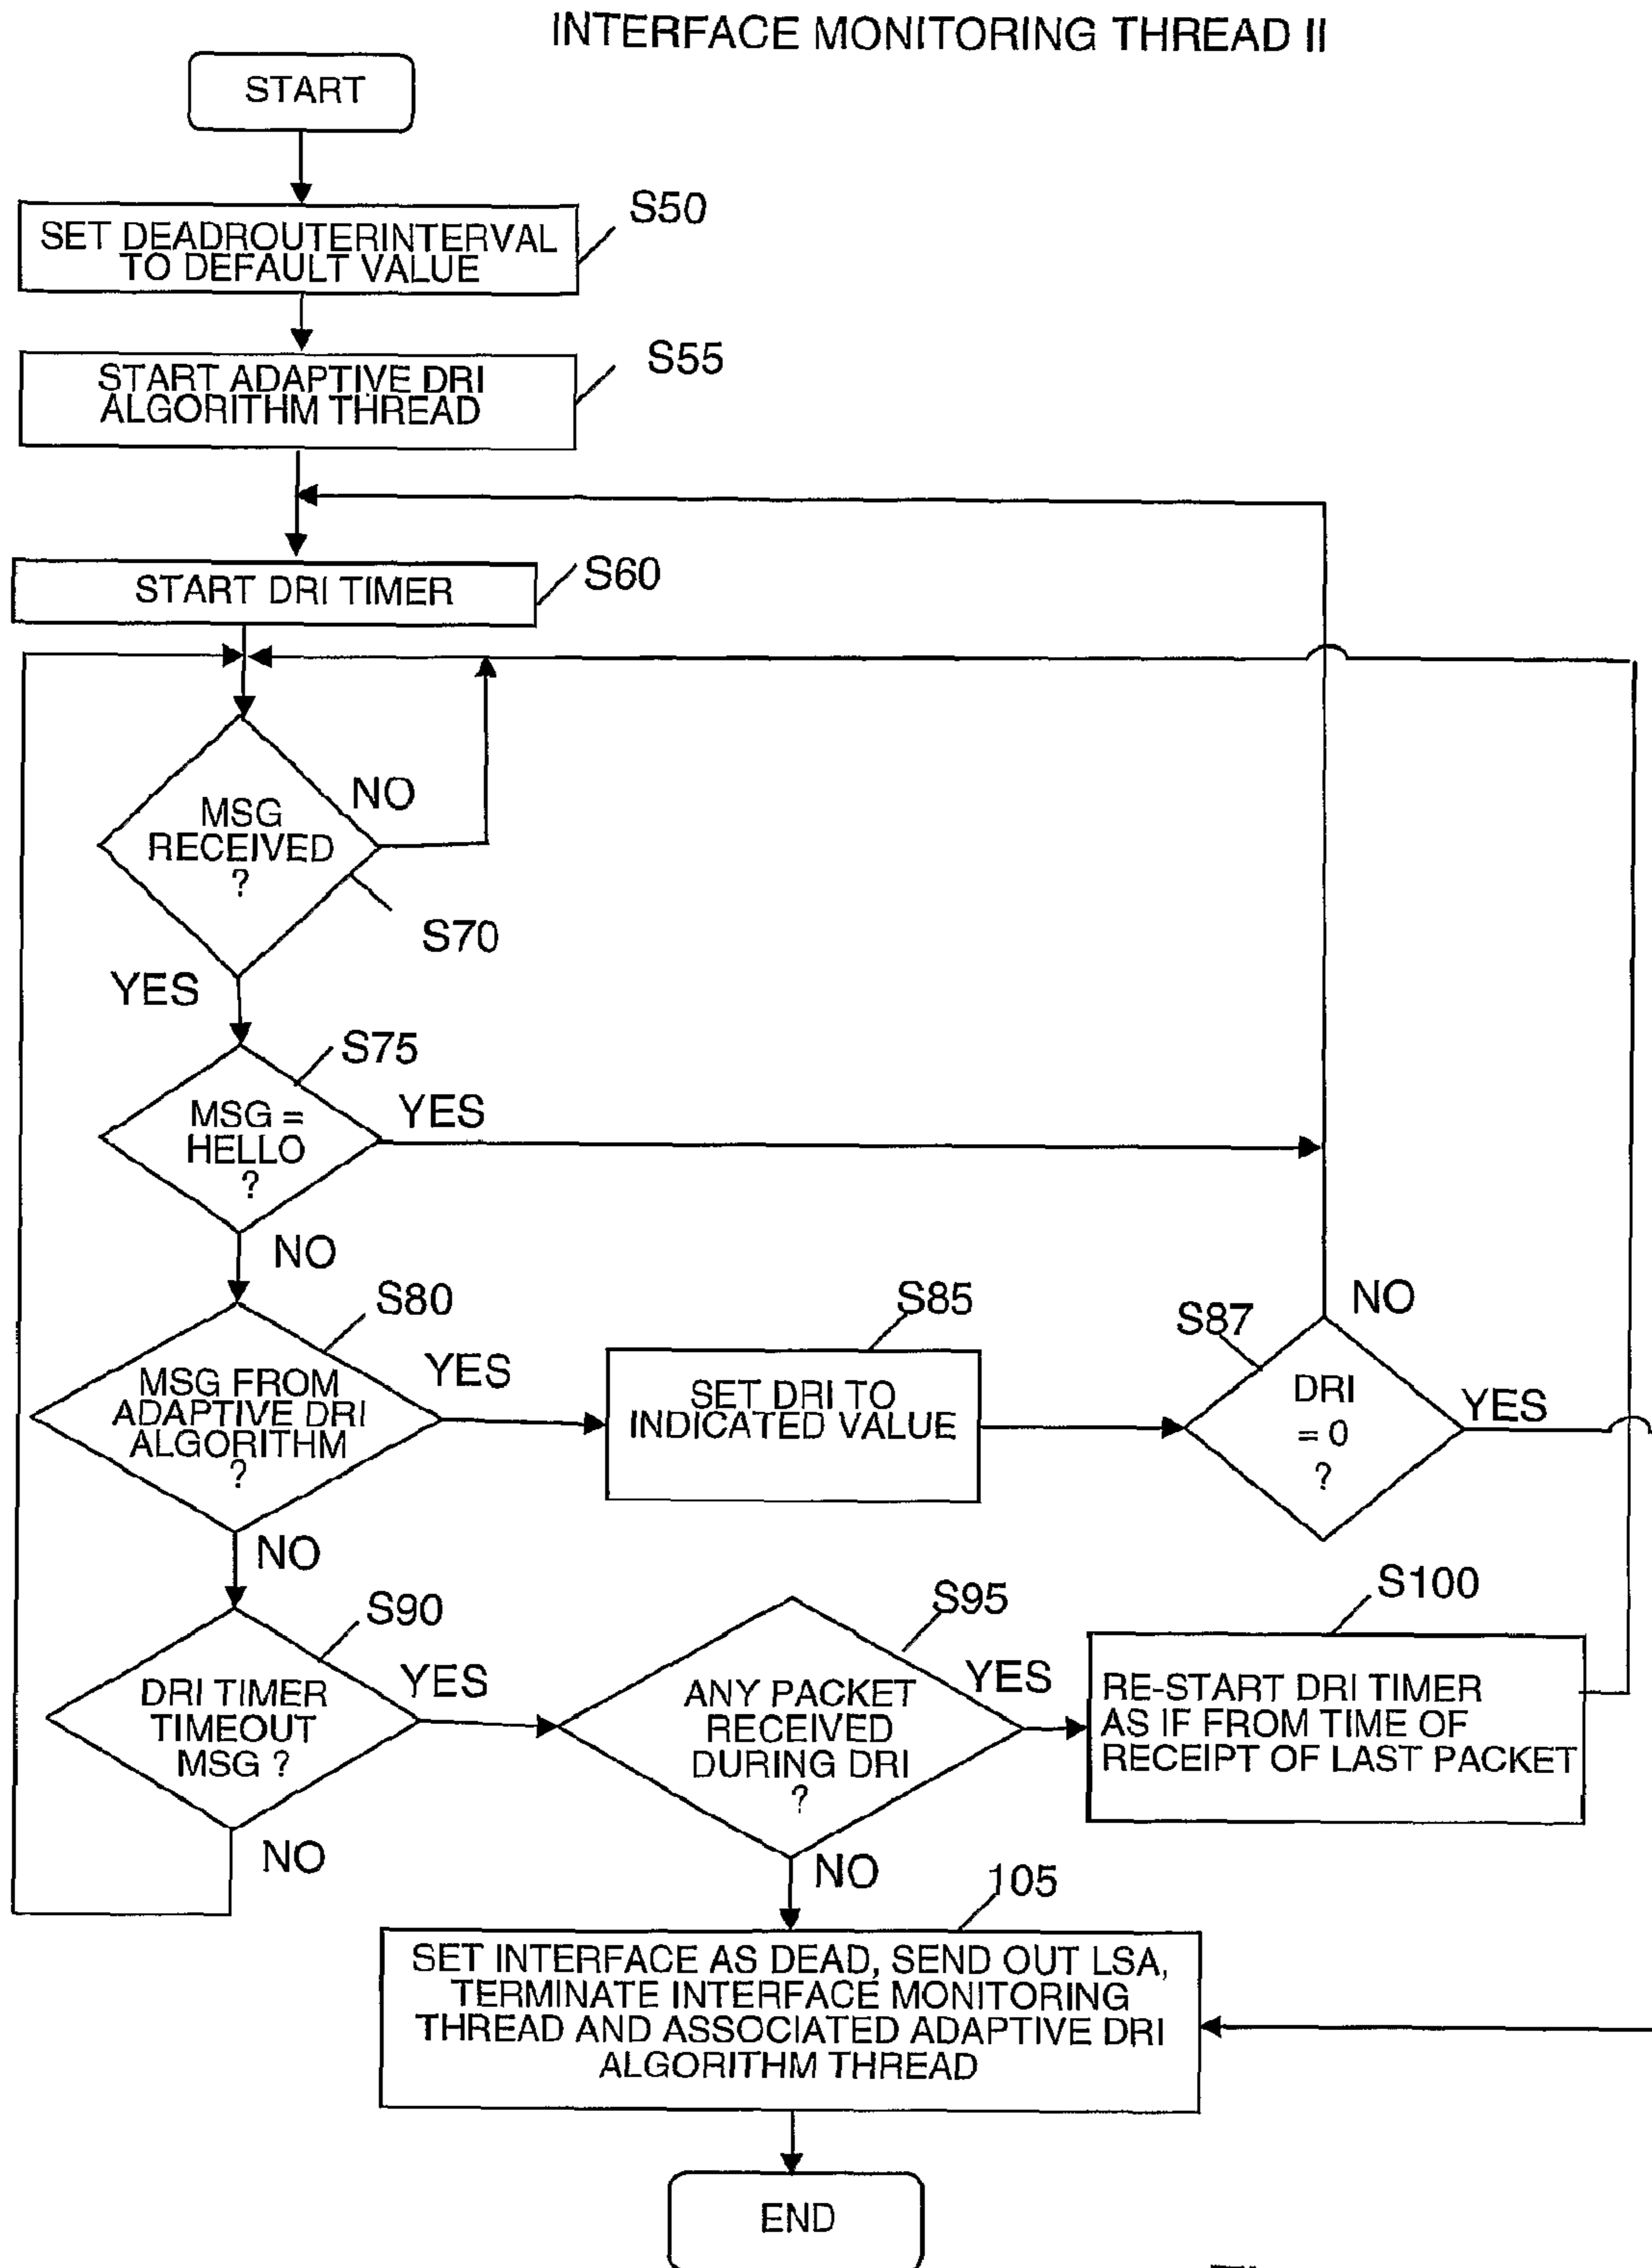 INTERFACE MONITORING THREAD II
START
S50
SET DEADROUTERINTERVAL
TO DEFAULT VALUE
S55
START ADAPTIVE DRI
ALGORITHM THREAD
S60
START DRI TIMER
MSG
RECEIVED
?
NO
S70
YES
S75
MSG =
HELLO
?
YES
NO
S80
MSG FROM
ADAPTIVE DRI
ALGORITHM
?
YES
S85
SET DRI TO
INDICATED VALUE
S87
DRI
= 0
?
NO
YES
NO
S90
DRI TIMER
TIMEOUT
MSG ?
YES
NO
S95
ANY PACKET
RECEIVED
DURING DRI
?
YES
S100
RE-START DRI TIMER
AS IF FROM TIME OF
RECEIPT OF LAST PACKET
NO
105
SET INTERFACE AS DEAD, SEND OUT LSA,
TERMINATE INTERFACE MONITORING
THREAD AND ASSOCIATED ADAPTIVE DRI
ALGORITHM THREAD
END